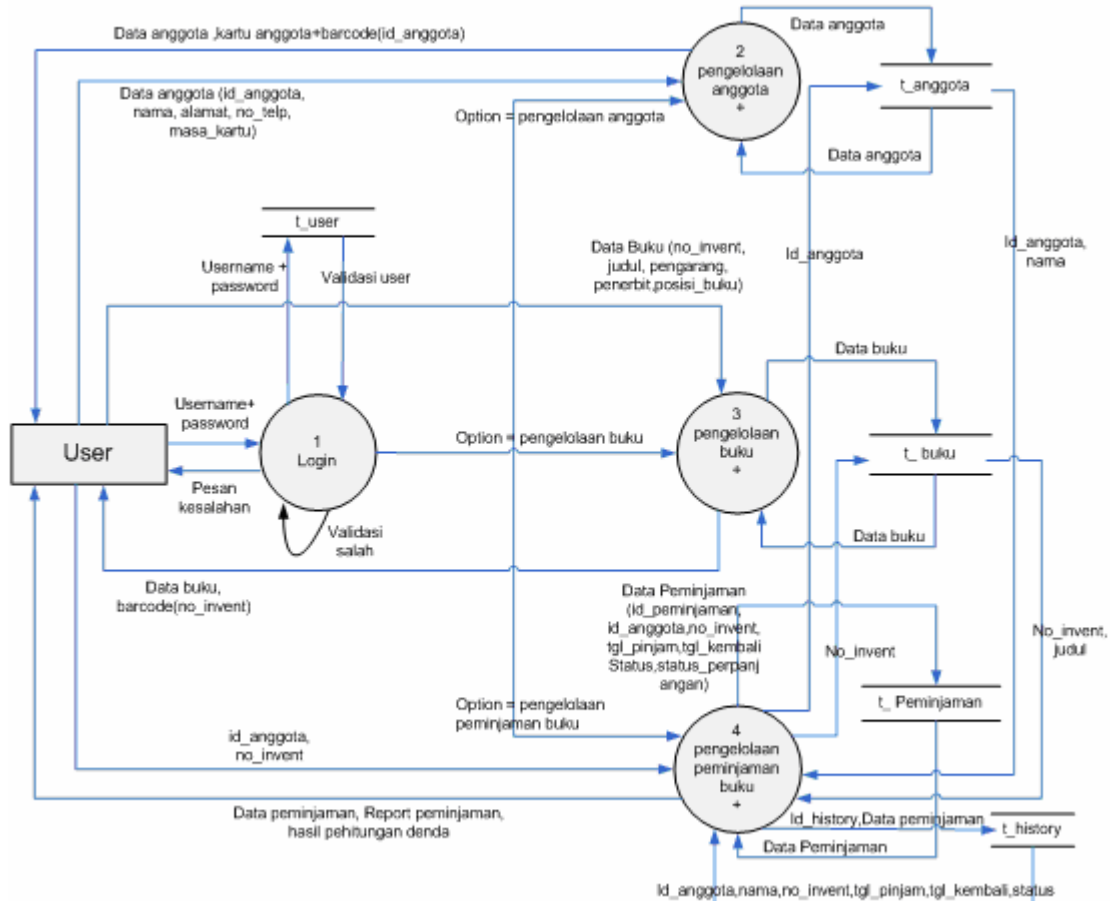 Data anggota ,kartu anggota+barcode(id_anggota)
Data anggota
2
pengelolaan
anggota
+
t_anggota
Data anggota (id_anggota,
nama, alamat, no_telp,
masa_kartu)
Option = pengelolaan anggota
Data anggota
t_user
Username +
password
Validasi user
Data Buku (no_invent,
judul, pengarang,
penerbit,posisi_buku)
Id_anggota
Id_anggota,
nama
Data buku
Username+
password
User
1
Login
Option = pengelolaan buku
3
pengelolaan
buku
+
t_ buku
Pesan
kesalahan
Validasi
salah
Data buku
Data buku,
barcode(no_invent)
Data Peminjaman
(id_peminjaman,
id_anggota,no_invent,
tgl_pinjam,tgl_kembali
Status,status_perpanj
angan)
No_invent
No_invent,
judul
Option = pengelolaan
peminjaman buku
t_ Peminjaman
4
pengelolaan
peminjaman
buku
+
id_anggota,
no_invent
Data peminjaman, Report peminjaman,
hasil pehitungan denda
Id_history,Data peminjaman
t_history
Data Peminjaman
Id_anggota,nama,no_invent,tgl_pinjam,tgl_kembali,status